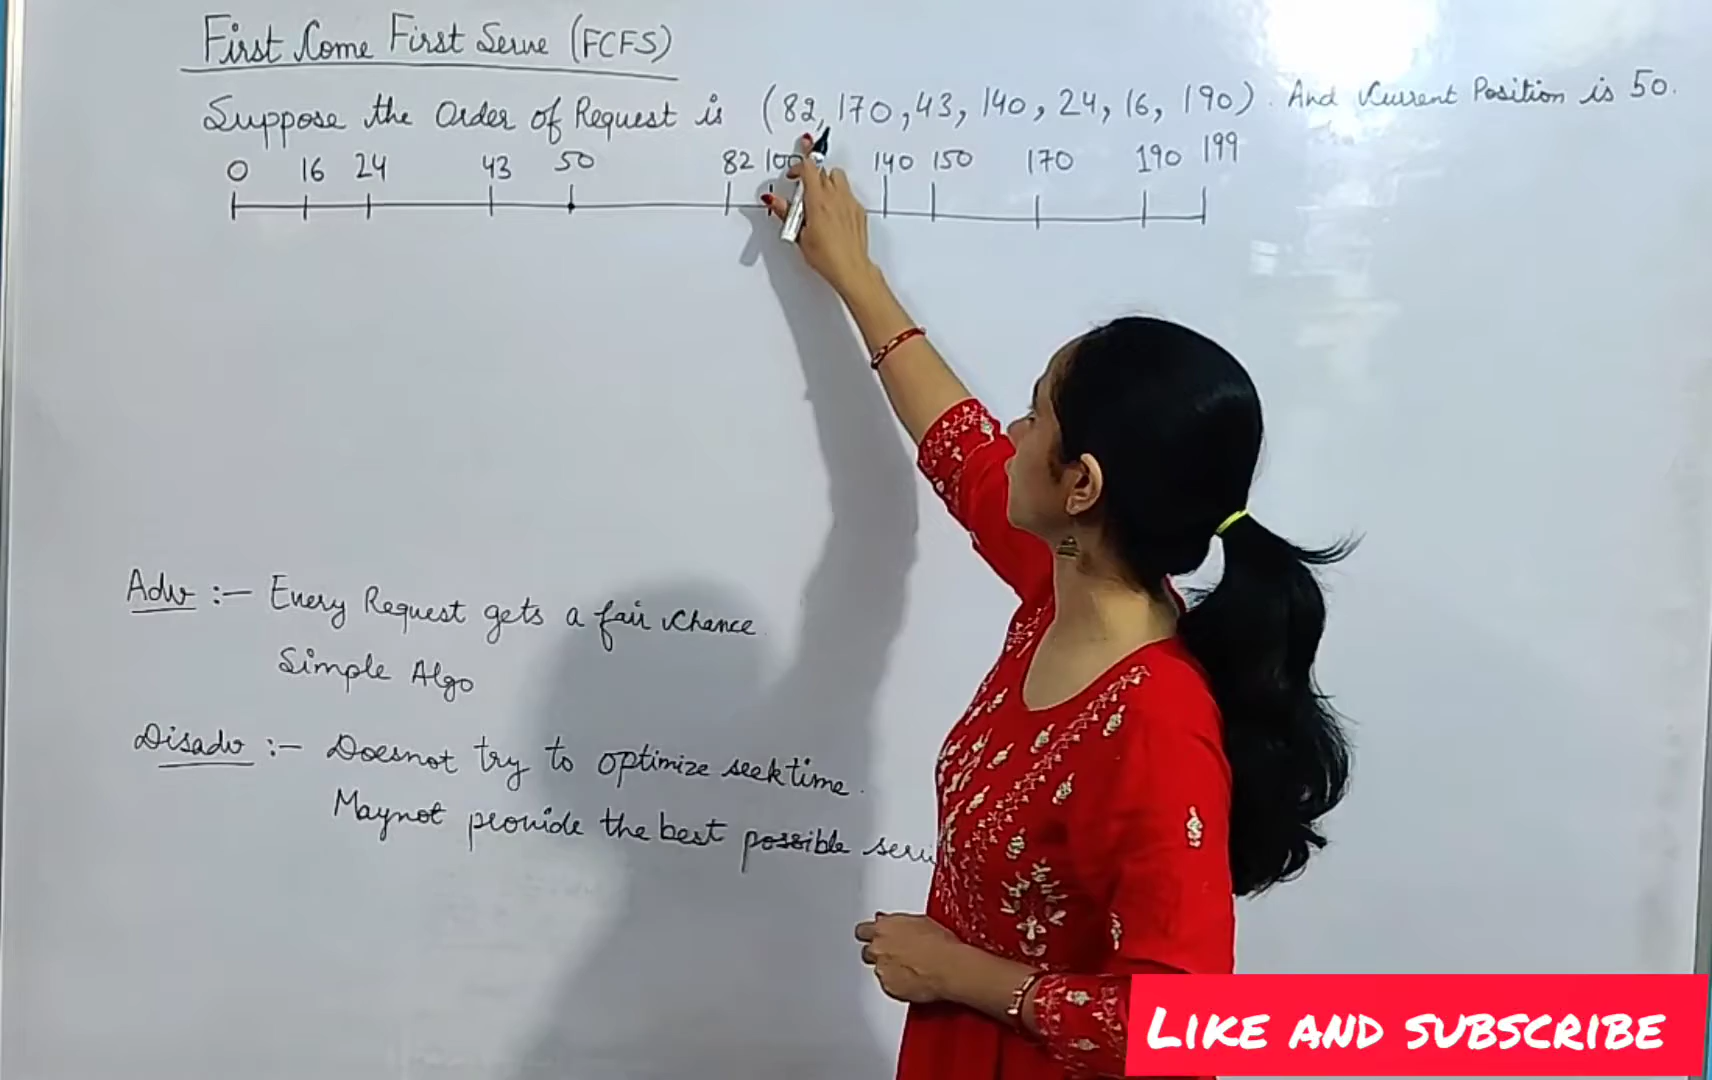 First Come First Serve (FCFS)
Suppose the Order of Request is (82, 170, 43, 140, 24, 16, 190). And Current Position is 50.
0 16 24 43 50 82 100 140 150 170 190 199
Adv :- Every Request gets a fair Chance.
Simple Algo
Disadv :- Doesnot try to optimize seek time.
Maynot provide the best possible
LIKE AND SUBSCRIBE